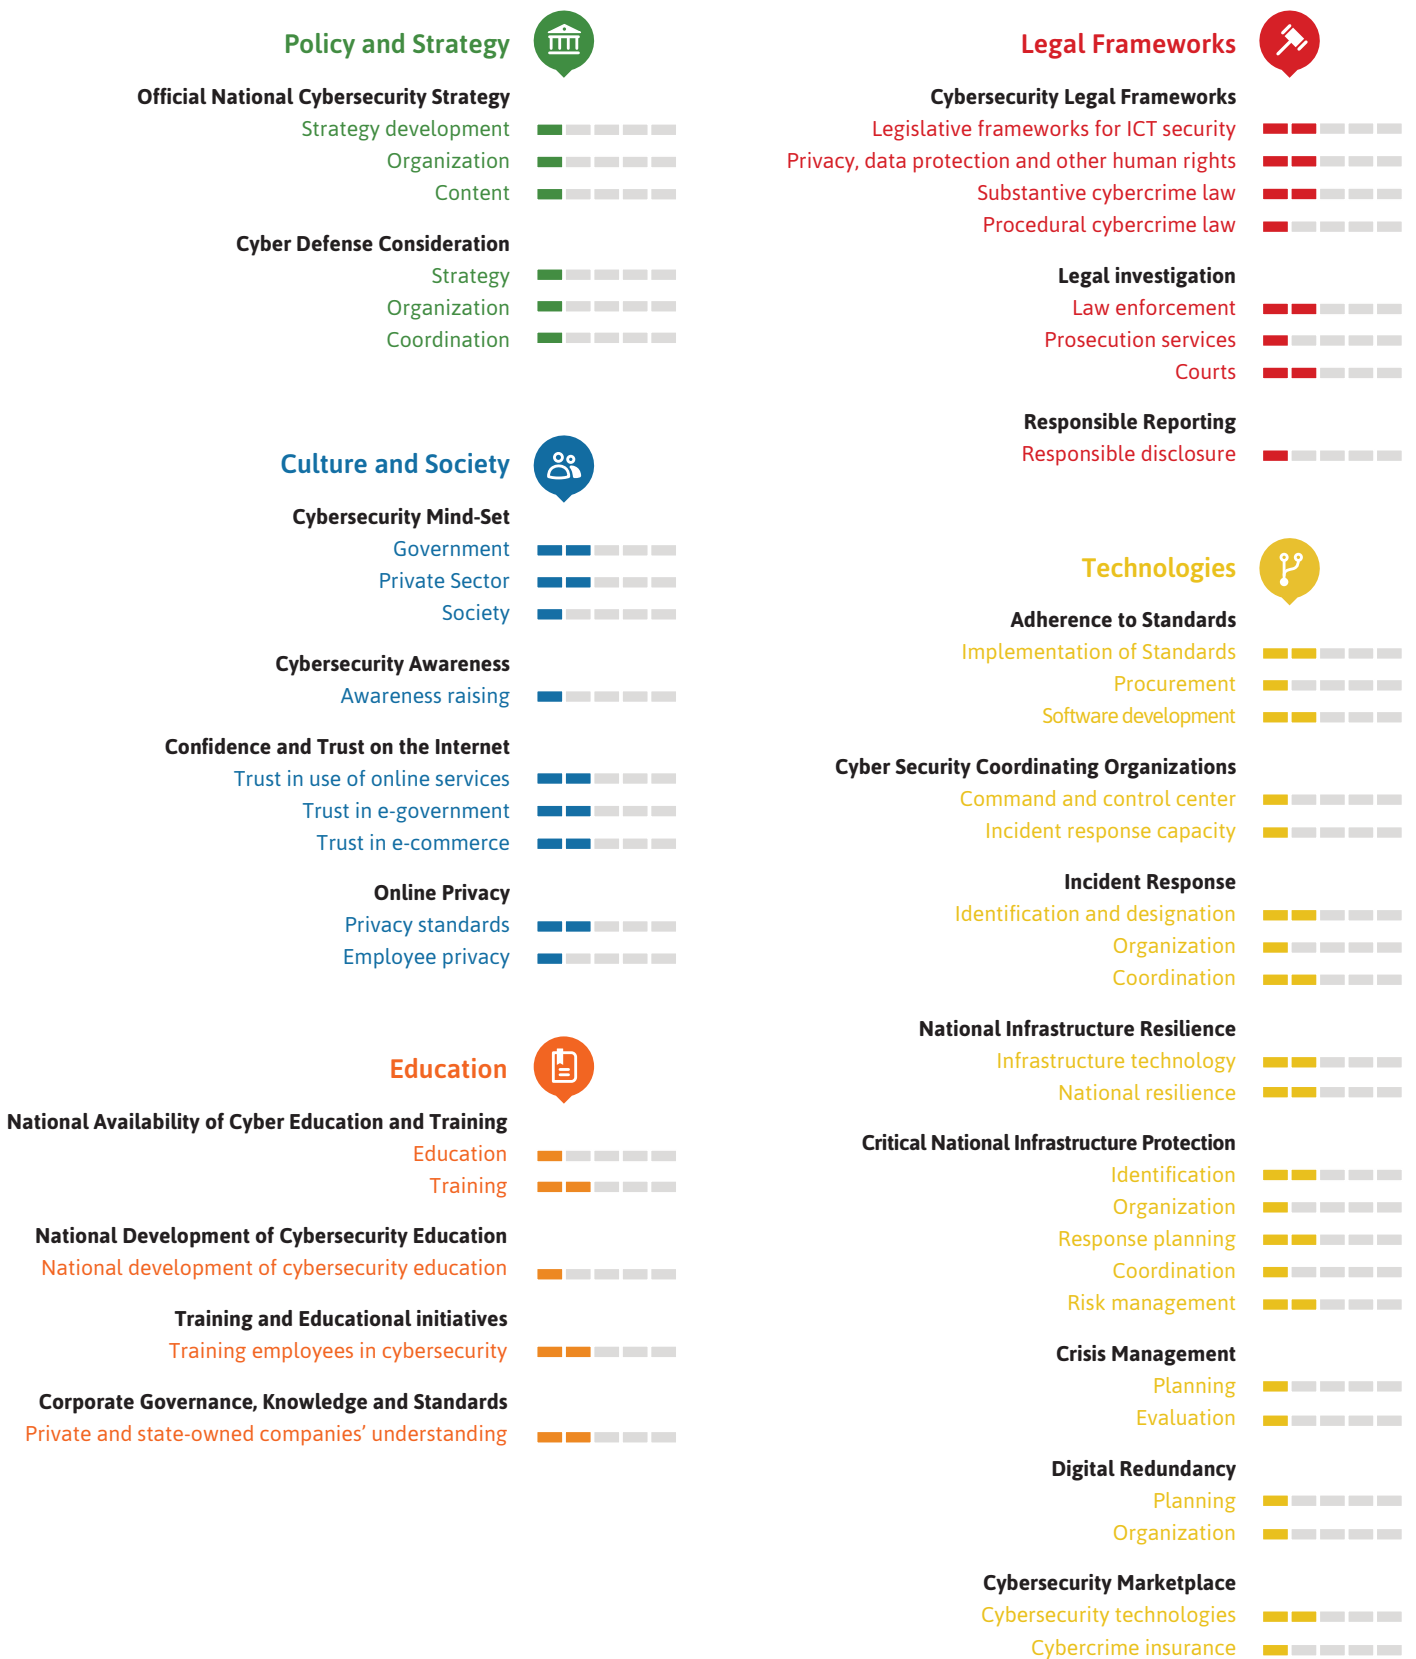 Policy and Strategy
Official National Cybersecurity Strategy
Strategy development
Organization
Content
Cyber Defense Consideration
Strategy
Organization
Coordination
Culture and Society
Cybersecurity Mind-Set
Government
Private Sector
Society
Cybersecurity Awareness
Awareness raising
Confidence and Trust on the Internet
Trust in use of online services
Trust in e-government
Trust in e-commerce
Online Privacy
Privacy standards
Employee privacy
Education
National Availability of Cyber Education and Training
Education
Training
National Development of Cybersecurity Education
National development of cybersecurity education
Training and Educational initiatives
Training employees in cybersecurity
Corporate Governance, Knowledge and Standards
Private and state-owned companies’ understanding
Legal Frameworks
Cybersecurity Legal Frameworks
Legislative frameworks for ICT security
Privacy, data protection and other human rights
Substantive cybercrime law
Procedural cybercrime law
Legal investigation
Law enforcement
Prosecution services
Courts
Responsible Reporting
Responsible disclosure
Technologies
Adherence to Standards
Implementation of Standards
Procurement
Software development
Cyber Security Coordinating Organizations
Command and control center
Incident response capacity
Incident Response
Identification and designation
Organization
Coordination
National Infrastructure Resilience
Infrastructure technology
National resilience
Critical National Infrastructure Protection
Identification
Organization
Response planning
Coordination
Risk management
Crisis Management
Planning
Evaluation
Digital Redundancy
Planning
Organization
Cybersecurity Marketplace
Cybersecurity technologies
Cybercrime insurance